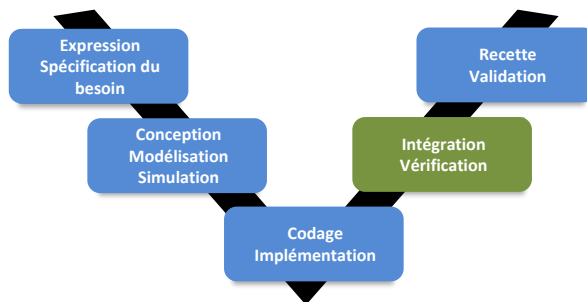 Expression
Spécification du
besoin
Recette
Validation
Conception
Modélisation
Simulation
Intégration
Vérification
Codage
Implémentation